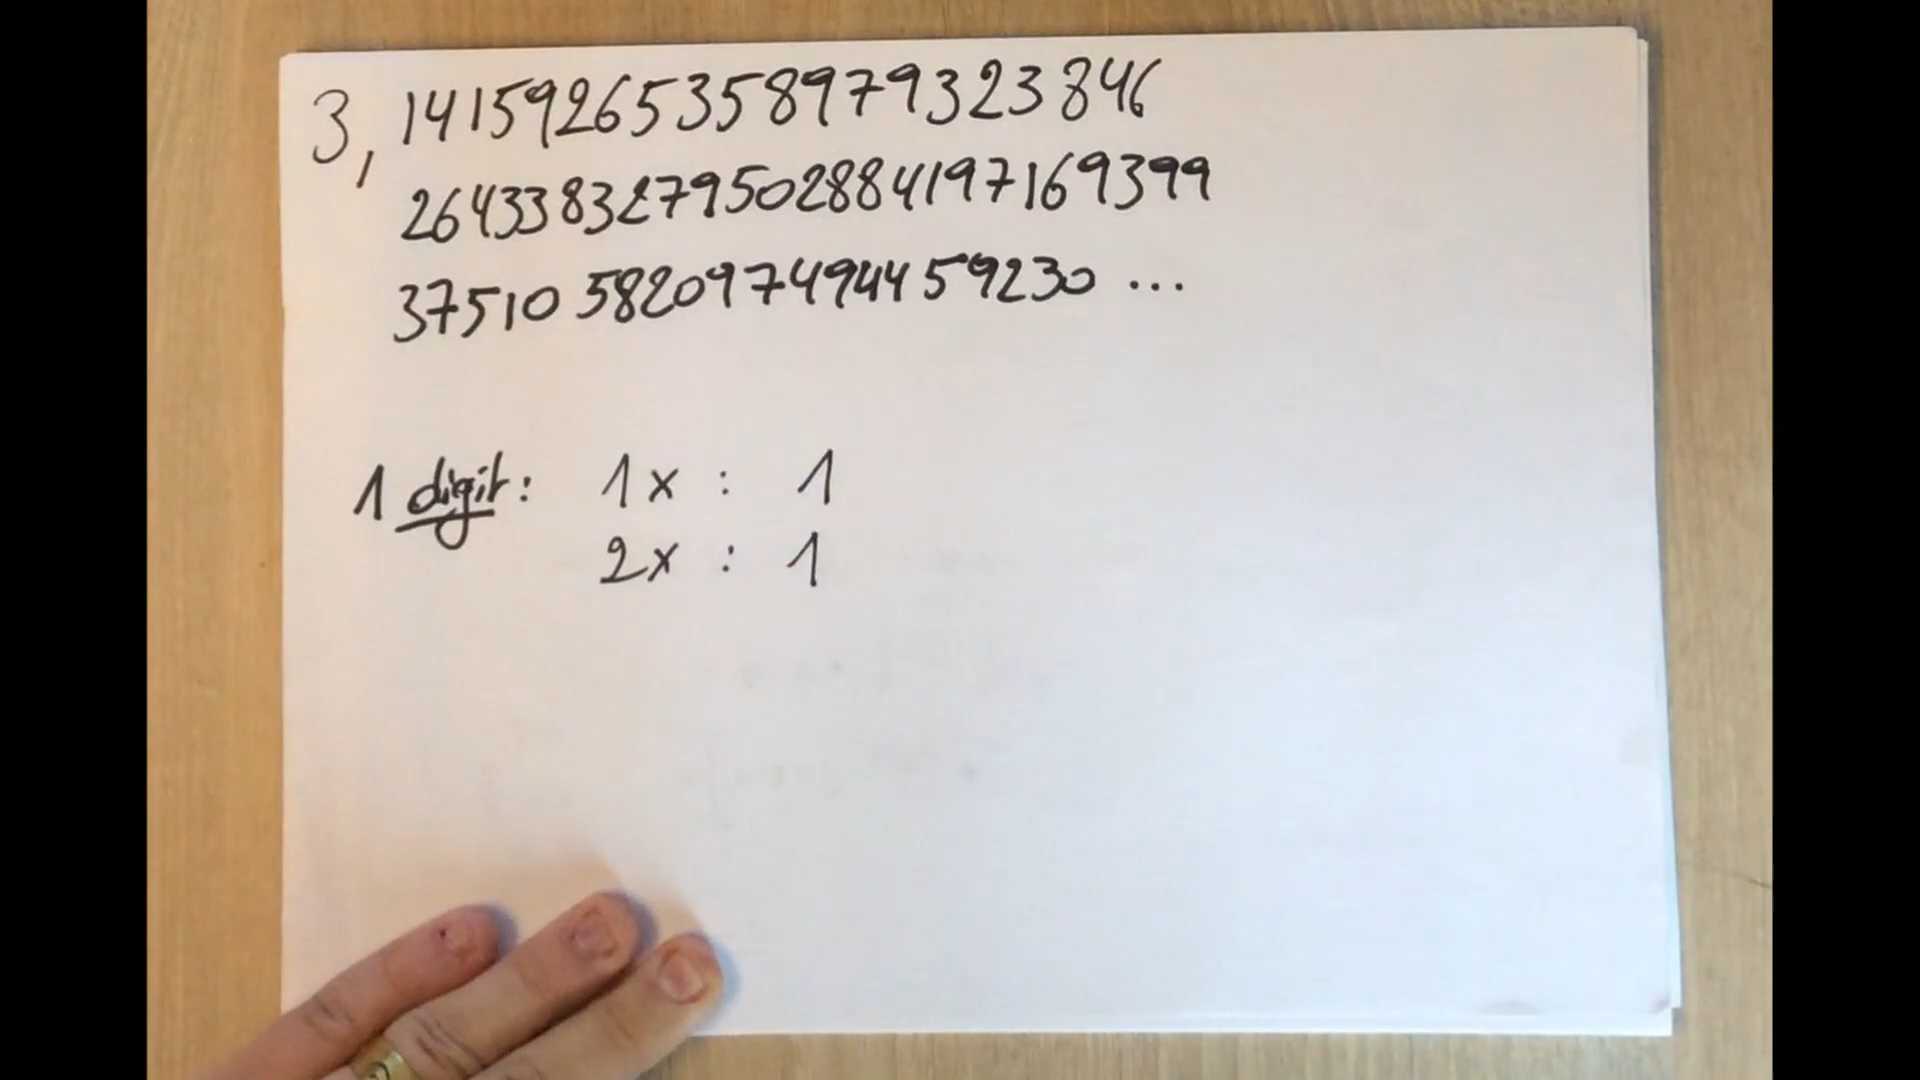 3,14159265358979323846
2643383279502884197169399
37510582097494459230...
1 digit: 1x : 1
2x : 1